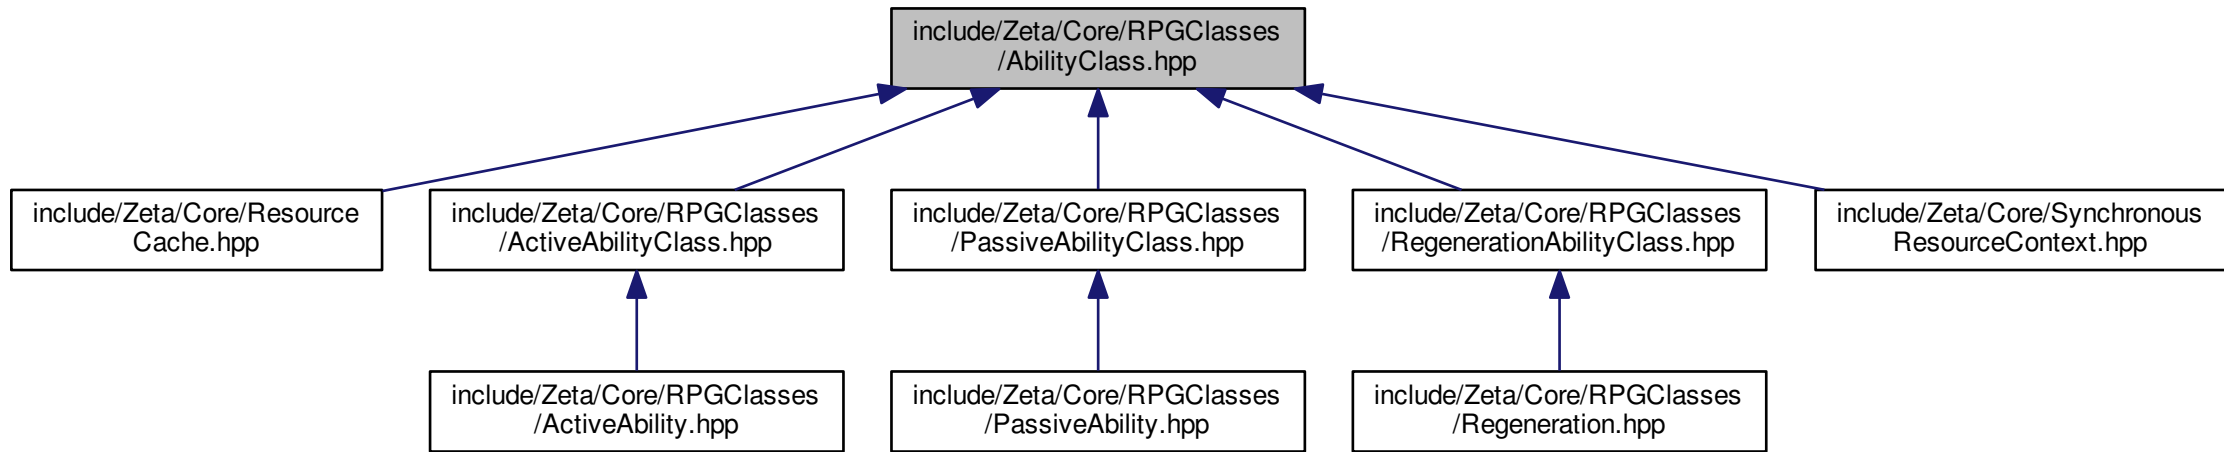 include/Zeta/Core/RPGClasses
/AbilityClass.hpp
include/Zeta/Core/Resource
Cache.hpp
include/Zeta/Core/RPGClasses
/ActiveAbilityClass.hpp
include/Zeta/Core/RPGClasses
/PassiveAbilityClass.hpp
include/Zeta/Core/RPGClasses
/RegenerationAbilityClass.hpp
include/Zeta/Core/Synchronous
ResourceContext.hpp
include/Zeta/Core/RPGClasses
/ActiveAbility.hpp
include/Zeta/Core/RPGClasses
/PassiveAbility.hpp
include/Zeta/Core/RPGClasses
/Regeneration.hpp